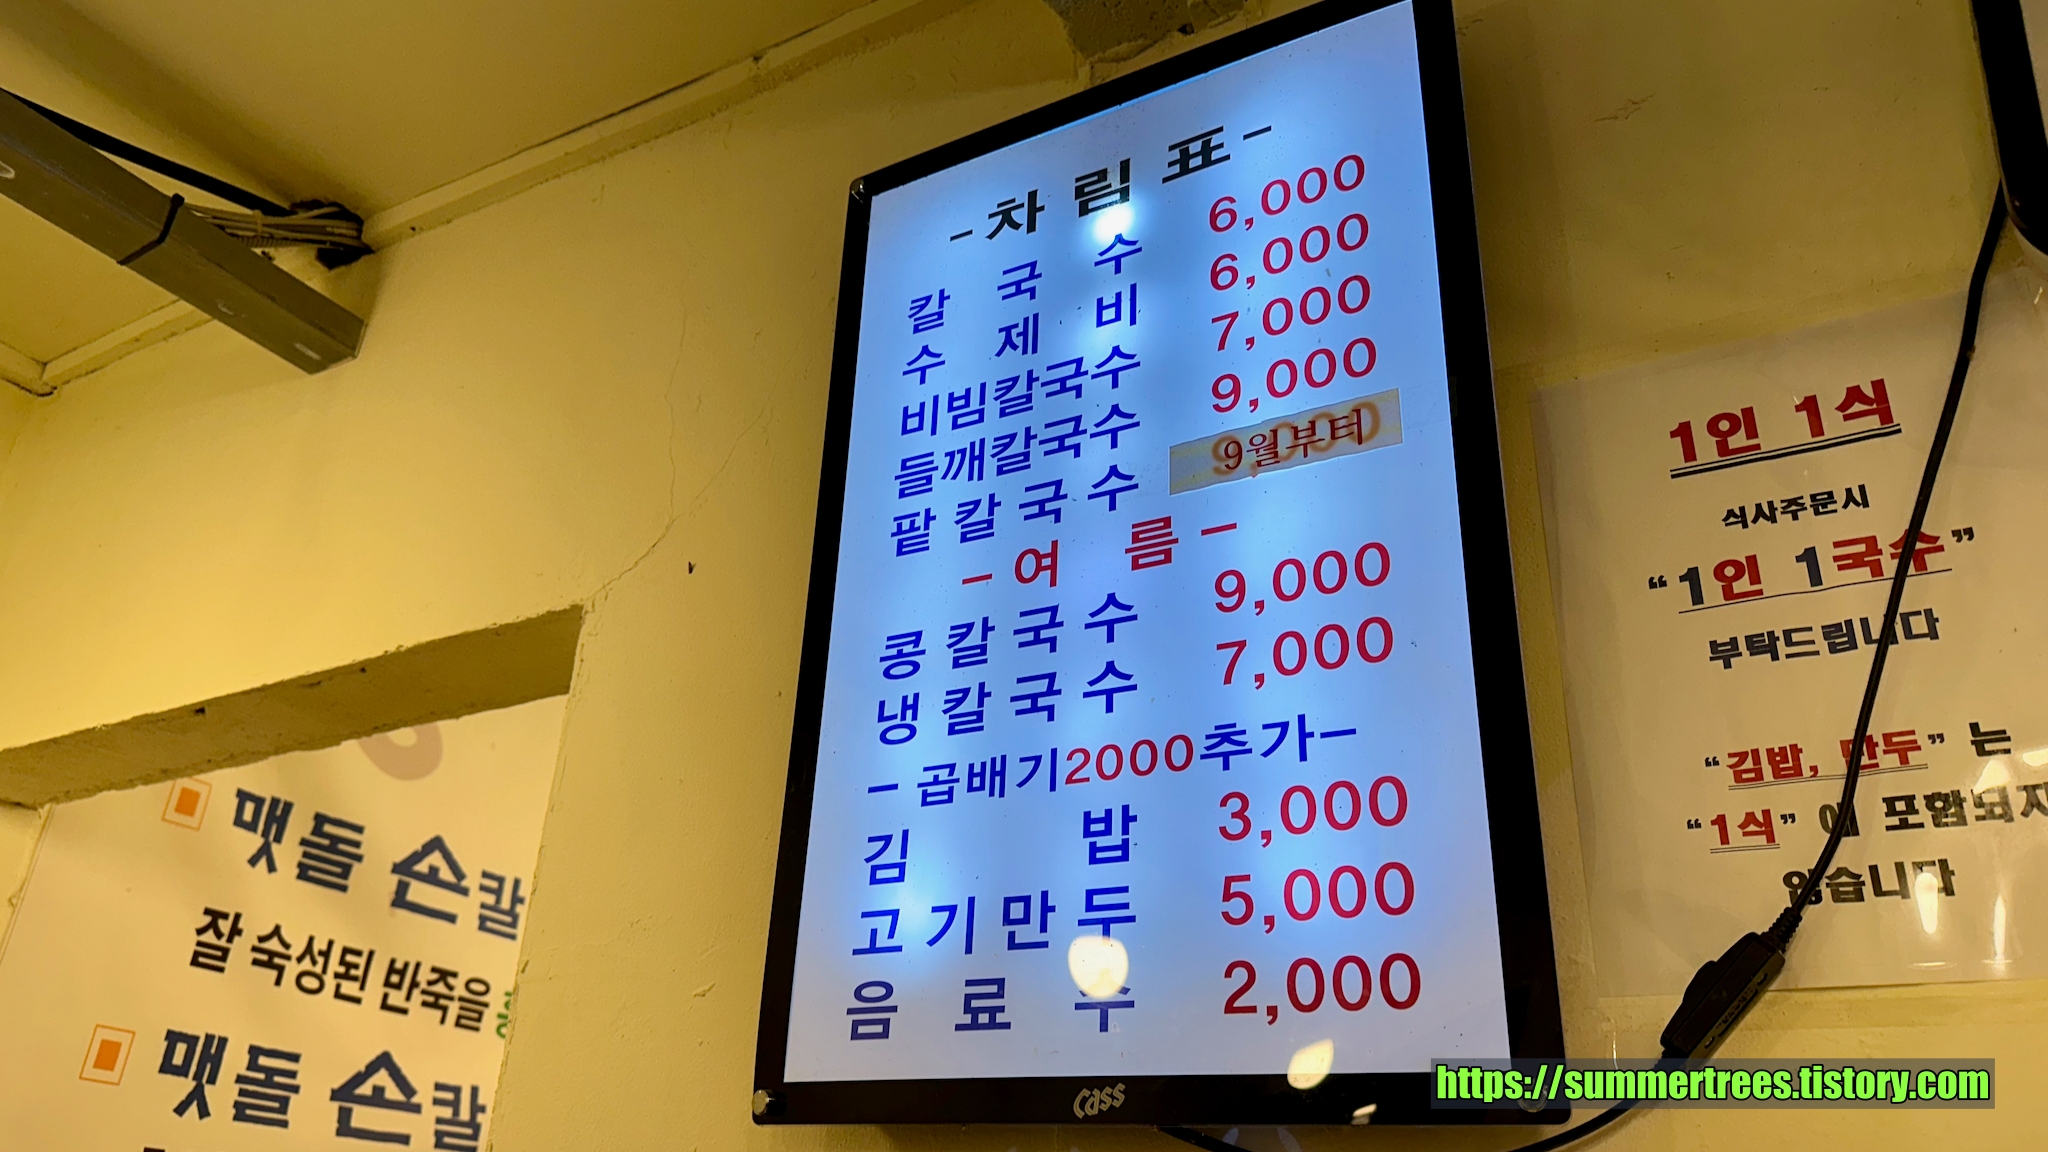 -차림표-
칼국수 6,000
수제비 6,000
비빔칼국수 7,000
들깨칼국수 9,000
팥칼국수 9월부터
-여름-
콩칼국수 9,000
냉칼국수 7,000
-곱배기2000추가-
김밥 3,000
고기만두 5,000
음료수 2,000
cass
1인 1식
식사주문시
“1인 1국수”
부탁드립니다
“김밥, 만두” 는
“1식” 에 포함되지
않습니다
맷돌 손칼
잘 숙성된 반죽을
맷돌 손칼
https://summertrees.tistory.com